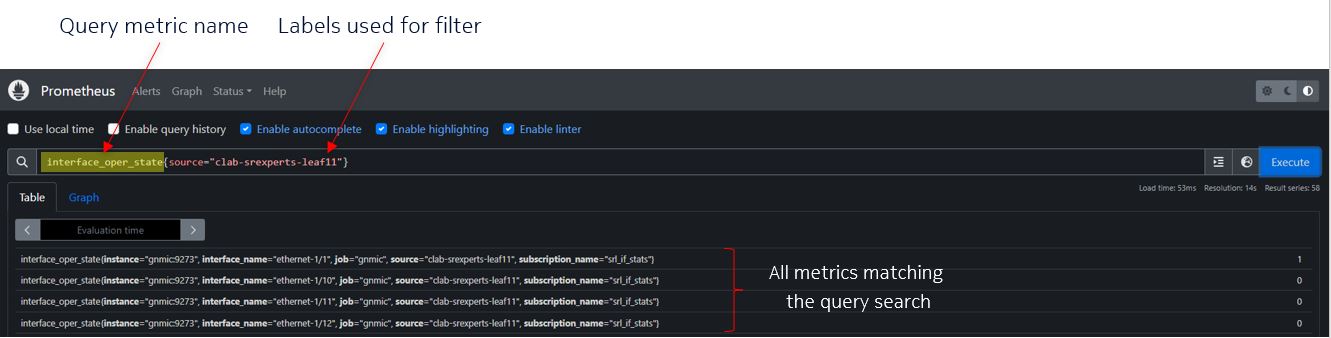 Query metric name Labels used for filter
Prometheus Alerts Graph Status Help
Use local time Enable query history Enable autocomplete Enable highlighting Enable linter
interface_oper_state{source="clab-srexperts-leaf11"} Execute
Load time: 53ms Resolution: 14s Result series: 58
Table Graph
Evaluation time
interface_oper_state{instance="gnmic:9273", interface_name="ethernet-1/1", job="gnmic", source="clab-srexperts-leaf11", subscription_name="srl_if_stats"} 1
interface_oper_state{instance="gnmic:9273", interface_name="ethernet-1/10", job="gnmic", source="clab-srexperts-leaf11", subscription_name="srl_if_stats"} 0
interface_oper_state{instance="gnmic:9273", interface_name="ethernet-1/11", job="gnmic", source="clab-srexperts-leaf11", subscription_name="srl_if_stats"} 0
interface_oper_state{instance="gnmic:9273", interface_name="ethernet-1/12", job="gnmic", source="clab-srexperts-leaf11", subscription_name="srl_if_stats"} 0
All metrics matching
the query search